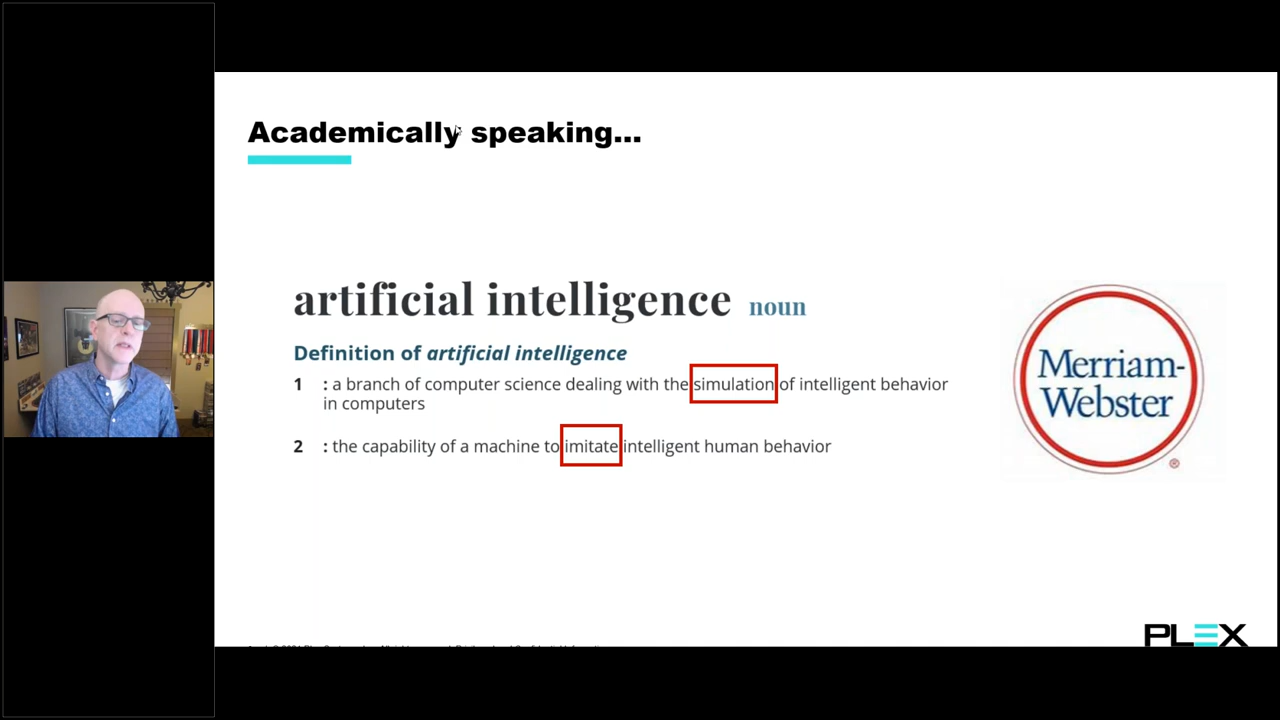 Academically speaking...
artificial intelligence noun
Definition of artificial intelligence
1 : a branch of computer science dealing with the simulation of intelligent behavior
in computers
2 : the capability of a machine to imitate intelligent human behavior
Merriam-
Webster
®
PLEX